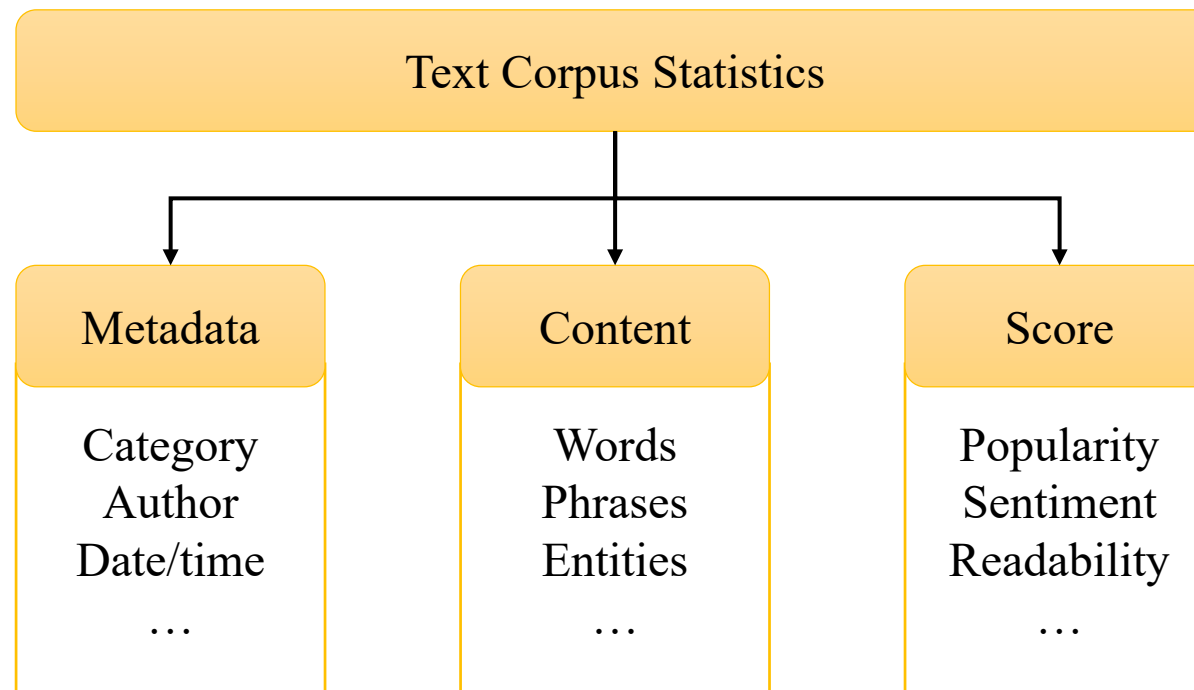 Text Corpus Statistics
Metadata
Category
Author
Date/time
…
Content
Words
Phrases
Entities
…
Score
Popularity
Sentiment
Readability
…